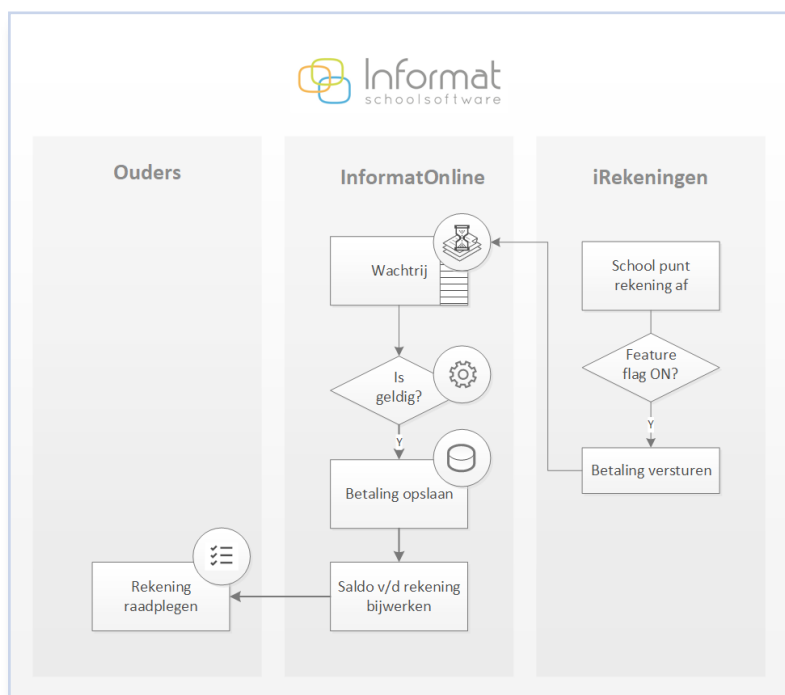 Informat
schoolsoftware
Ouders
InformatOnline
iRekeningen
Wachtrij
School punt
rekening af
Is
geldig?
Feature
flag ON?
Y
Y
Betaling opslaan
Betaling versturen
Rekening
raadplegen
Saldo v/d rekening
bijwerken